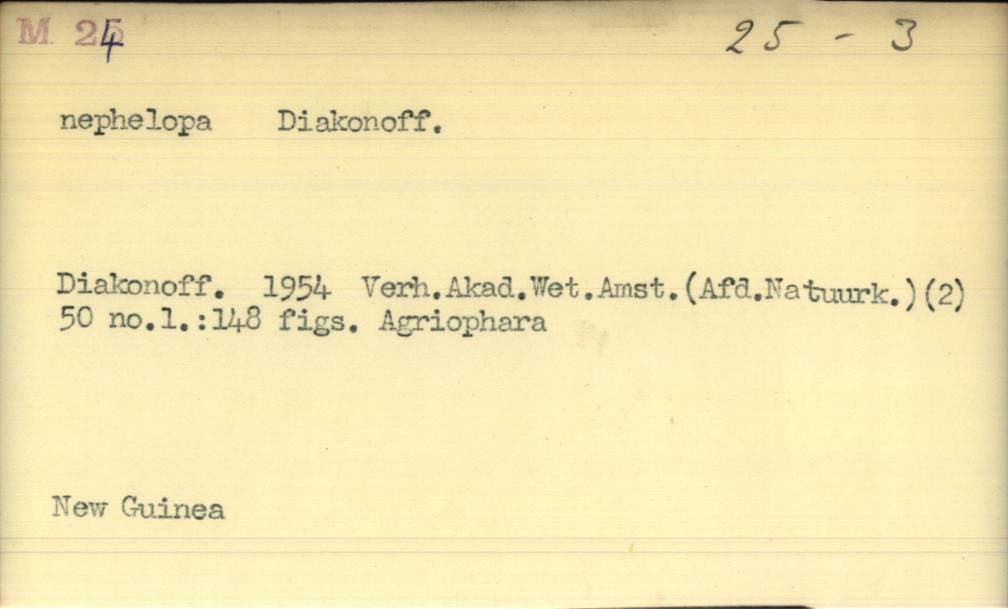 M 24 25 - 3
nephelopa Diakonoff.
Diakonoff. 1954 Verh.Akad.Wet.Amst.(Afd.Natuurk.)(2)
50 no.1.:148 figs. Agriophara
New Guinea